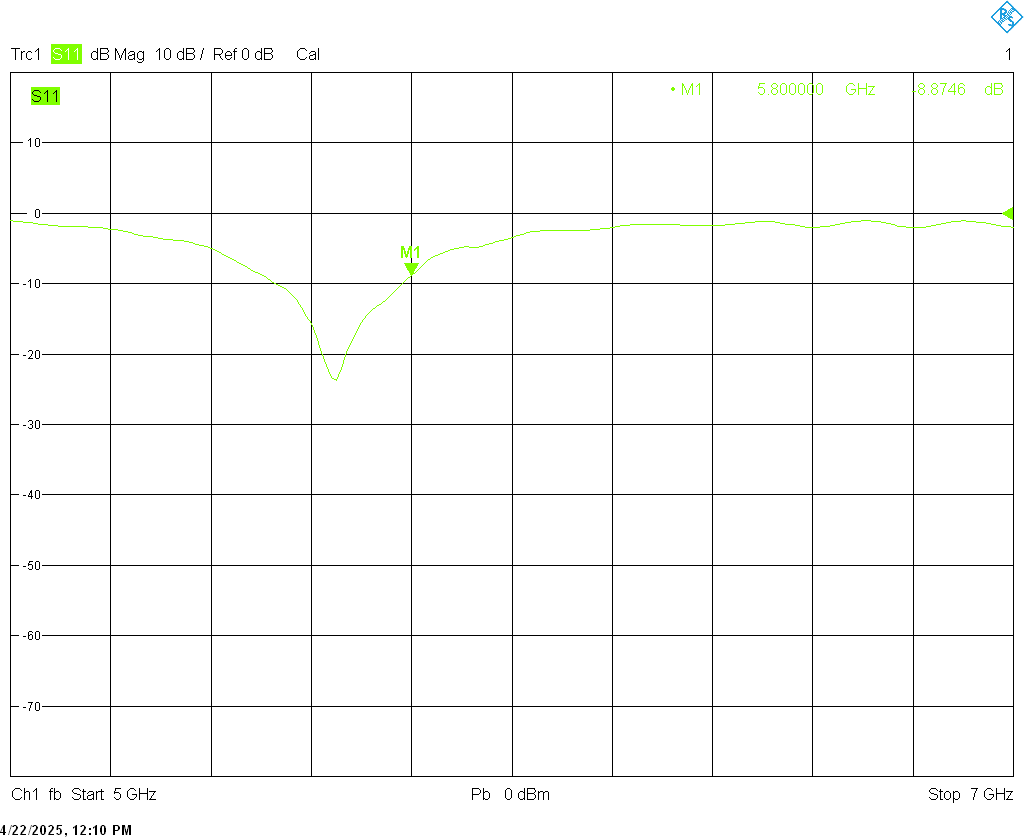 R S
Trc1 S11 dB Mag 10 dB / Ref 0 dB Cal 1
S11 • M1 5.800000 GHz -8.8746 dB
10
0
M1
-10
-20
-30
-40
-50
-60
-70
Ch1 fb Start 5 GHz Pb 0 dBm Stop 7 GHz
4/22/2025, 12:10 PM